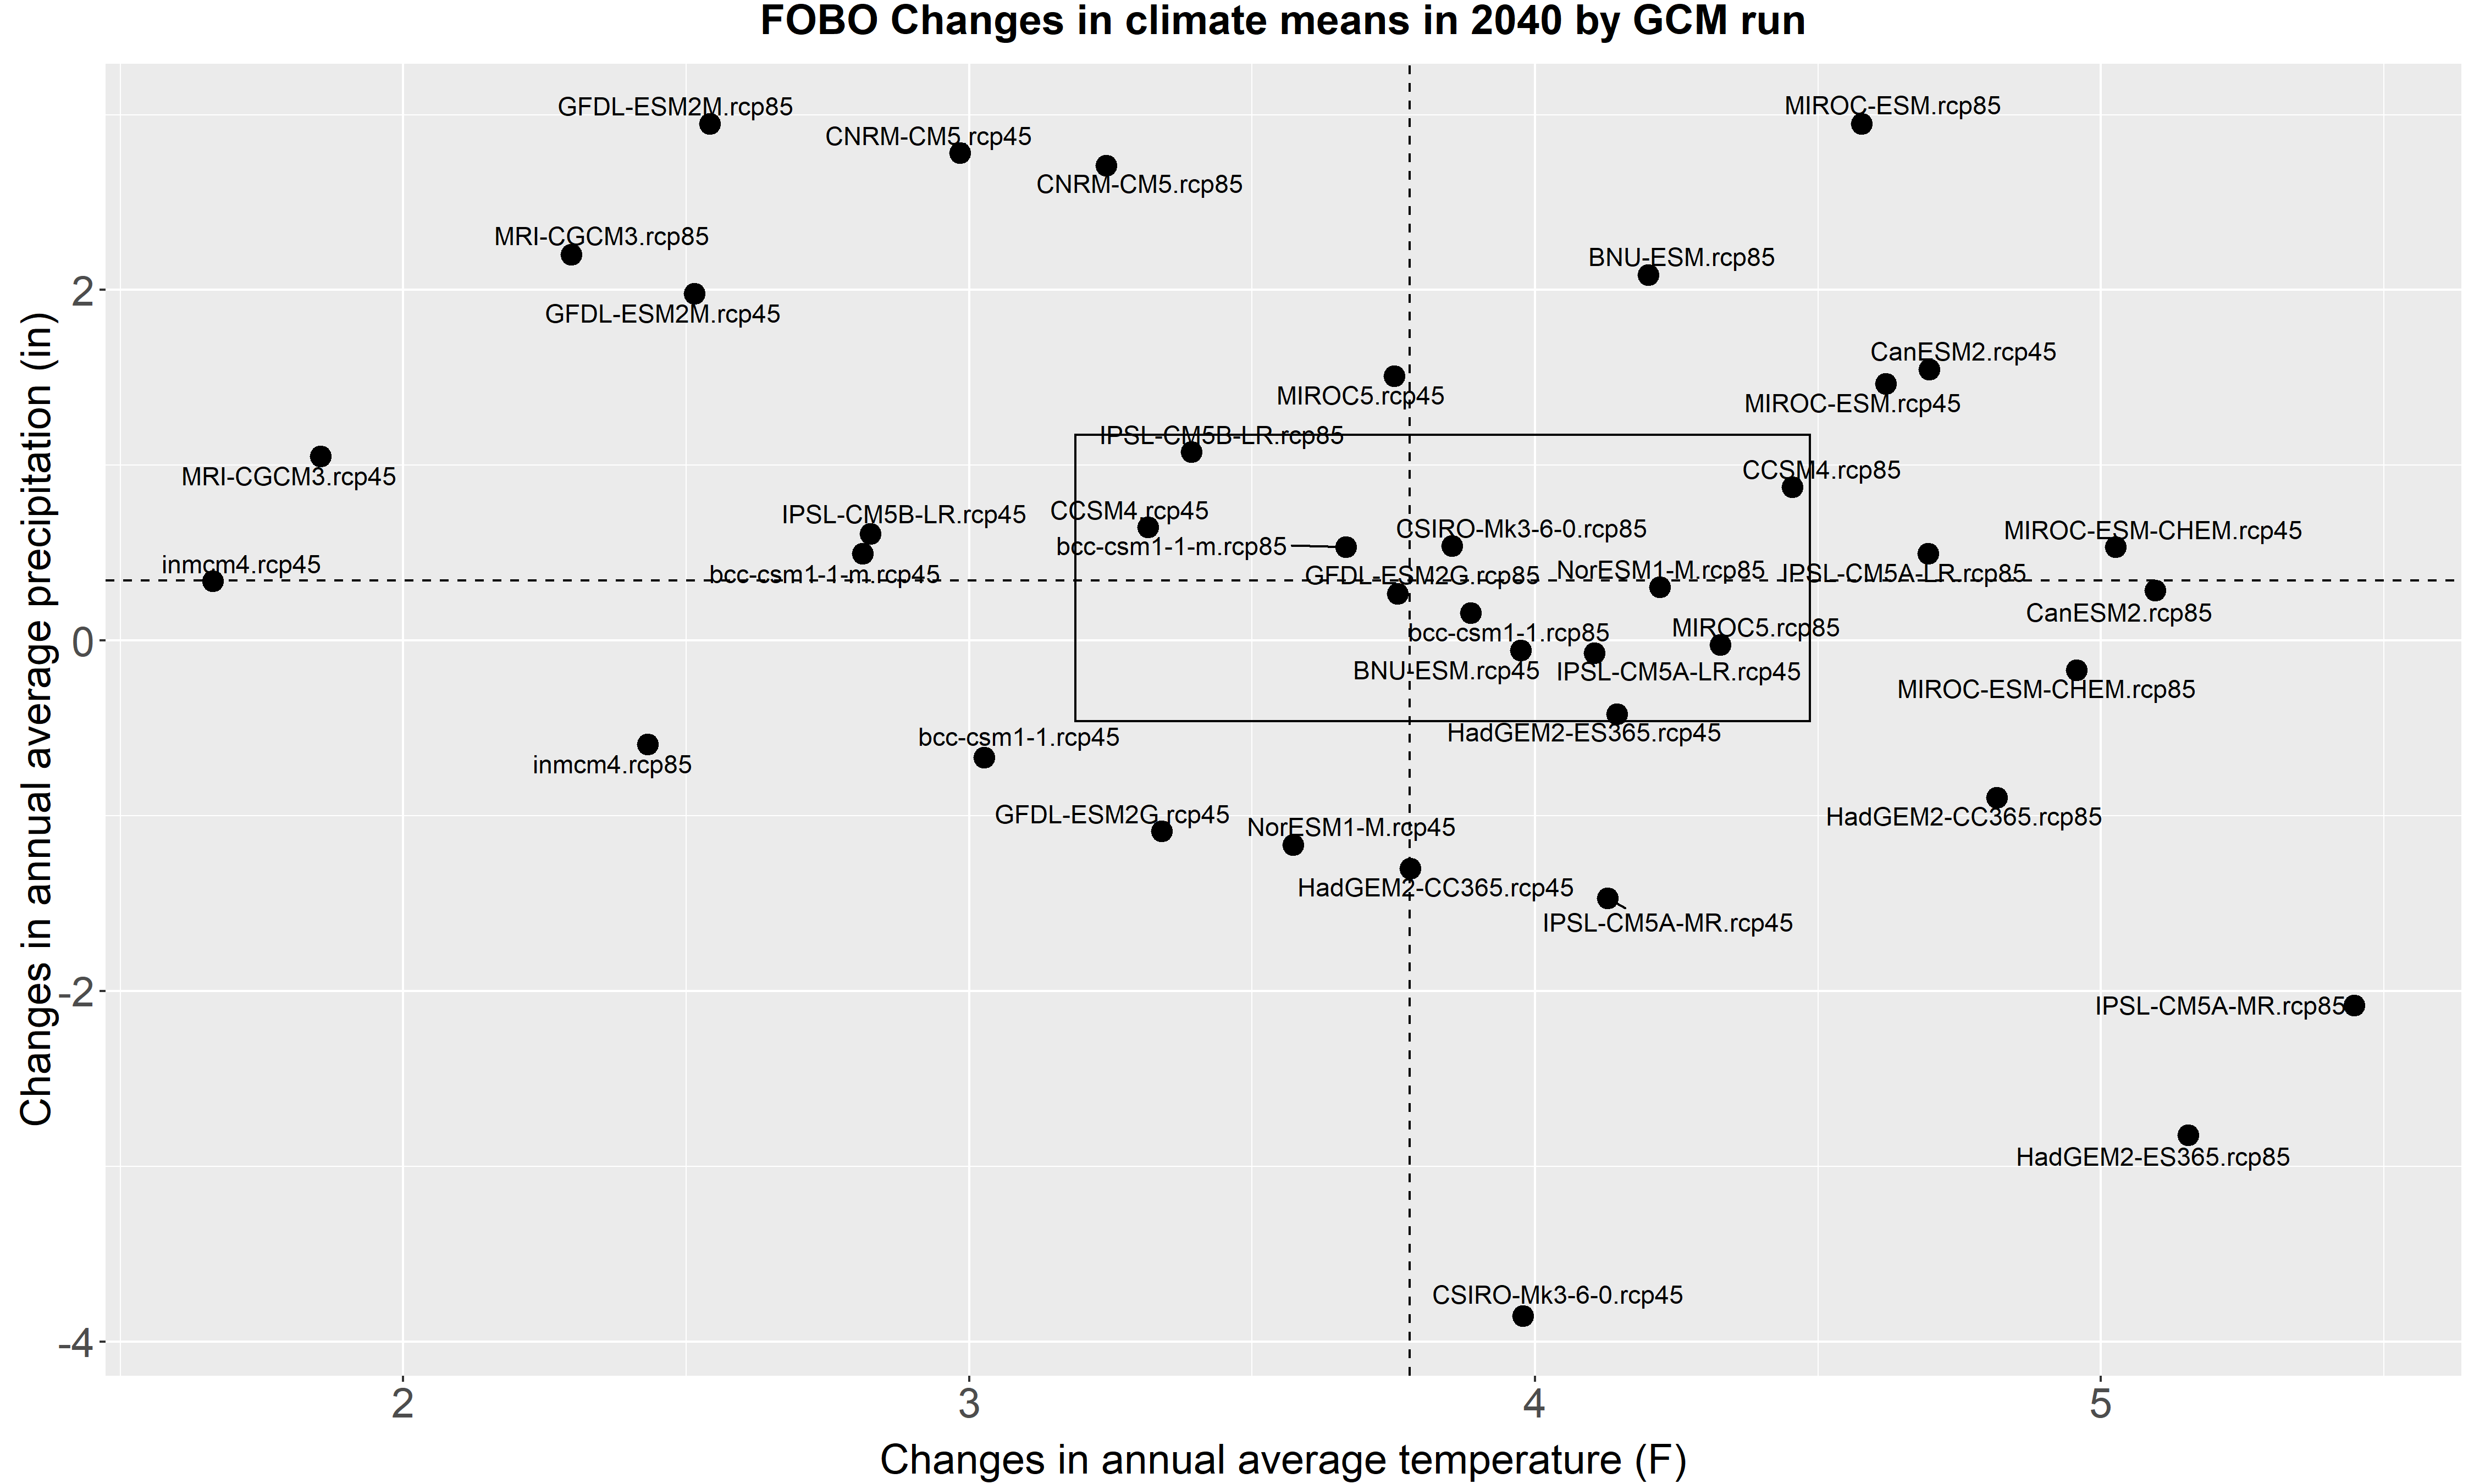 FOBO Changes in climate means in 2040 by GCM run
GFDL-ESM2M.rcp85
MIROC-ESM.rcp85
CNRM-CM5.rcp45
CNRM-CM5.rcp85
MRI-CGCM3.rcp85
BNU-ESM.rcp85
2
GFDL-ESM2M.rcp45
CanESM2.rcp45
MIROC5.rcp45
MIROC-ESM.rcp45
IPSL-CM5B-LR.rcp85
MRI-CGCM3.rcp45
CCSM4.rcp85
CCSM4.rcp45
IPSL-CM5B-LR.rcp45
CSIRO-Mk3-6-0.rcp85
MIROC-ESM-CHEM.rcp45
bcc-csm1-1-m.rcp85
inmcm4.rcp45
bcc-csm1-1-m.rcp45
GFDL-ESM2G.rcp85
NorESM1-M.rcp85
IPSL-CM5A-LR.rcp85
CanESM2.rcp85
bcc-csm1-1.rcp85
MIROC5.rcp85
0
BNU-ESM.rcp45
IPSL-CM5A-LR.rcp45
MIROC-ESM-CHEM.rcp85
HadGEM2-ES365.rcp45
bcc-csm1-1.rcp45
inmcm4.rcp85
GFDL-ESM2G.rcp45
HadGEM2-CC365.rcp85
NorESM1-M.rcp45
HadGEM2-CC365.rcp45
IPSL-CM5A-MR.rcp45
-2
IPSL-CM5A-MR.rcp85
HadGEM2-ES365.rcp85
CSIRO-Mk3-6-0.rcp45
-4
2
3
4
5
Changes in annual average temperature (F)
Changes in annual average precipitation (in)